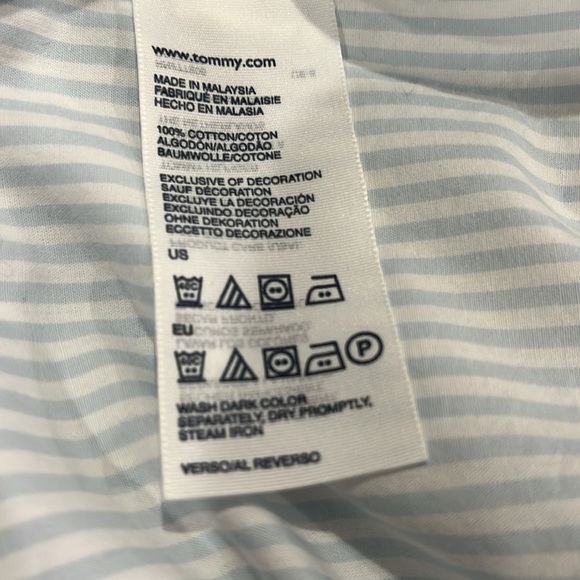 www.tommy.com
MADE IN MALAYSIA
FABRIQUÉ EN MALAISIE
HECHO EN MALASIA
100% COTTON/COTON
ALGODÓN/ALGODÃO
BAUMWOLLE/COTONE
EXCLUSIVE OF DECORATION
SAUF DÉCORATION
EXCLUYE LA DECORACIÓN
EXCLUINDO DECORAÇÃO
OHNE DEKORATION
ECCETTO DECORAZIONE
US
40C
EU
40C P
WASH DARK COLOR
SEPARATELY, DRY PROMPTLY,
STEAM IRON
VERSO/AL REVERSO